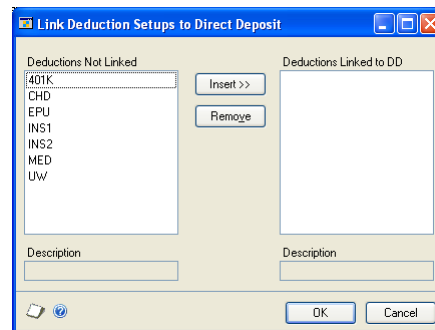 Link Deduction Setups to Direct Deposit
Deductions Not Linked
401K
CHD
EPU
INS1
INS2
MED
UW
Insert >>
Remove
Deductions Linked to DD
Description
Description
OK
Cancel